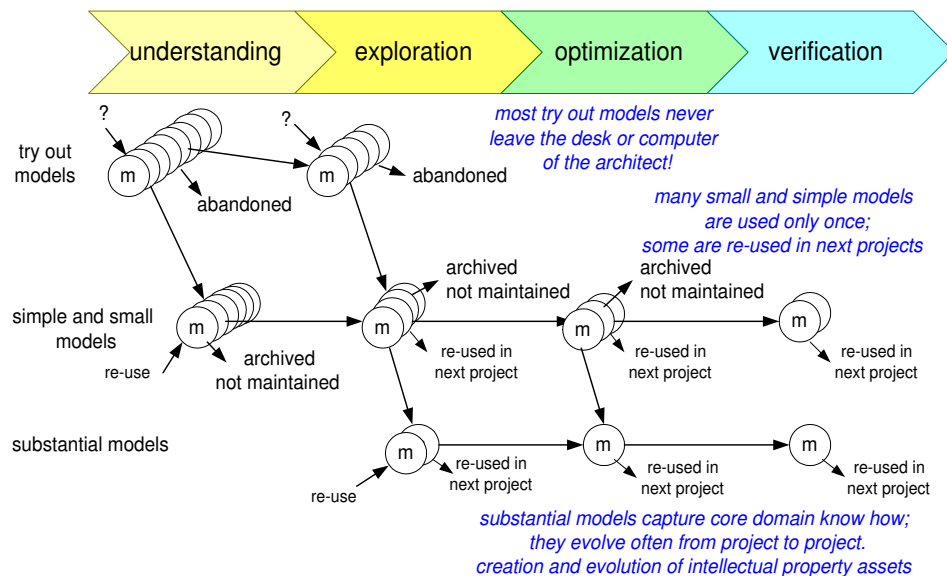 understanding
exploration
optimization
verification
?
?
most try out models never
leave the desk or computer
of the architect!
try out
models
m
m
abandoned
abandoned
many small and simple models
are used only once;
some are re-used in next projects
archived
not maintained
archived
not maintained
simple and small
models
m
m
m
m
re-use
archived
not maintained
re-used in
next project
re-used in
next project
re-used in
next project
substantial models
m
m
m
re-use
re-used in
next project
re-used in
next project
re-used in
next project
substantial models capture core domain know how;
they evolve often from project to project.
creation and evolution of intellectual property assets